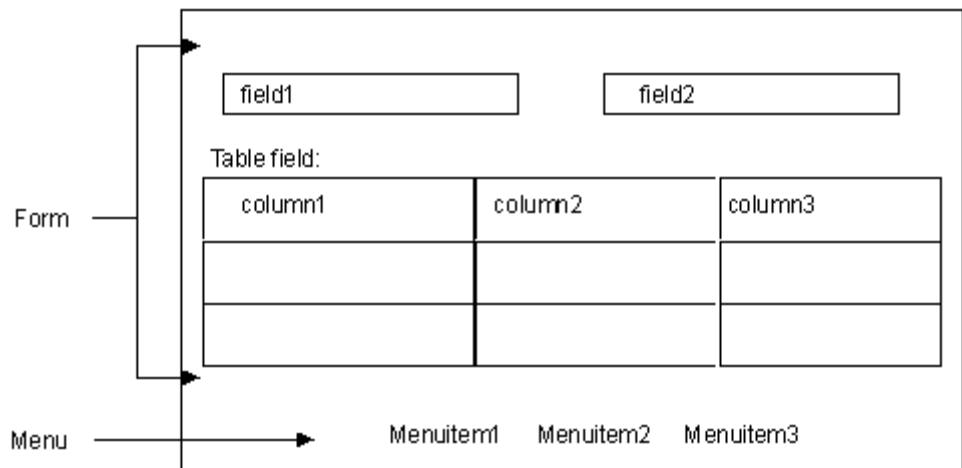 field1 field2
Table field:
column1 column2 column3
Form
Menu Menuitem1 Menuitem2 Menuitem3